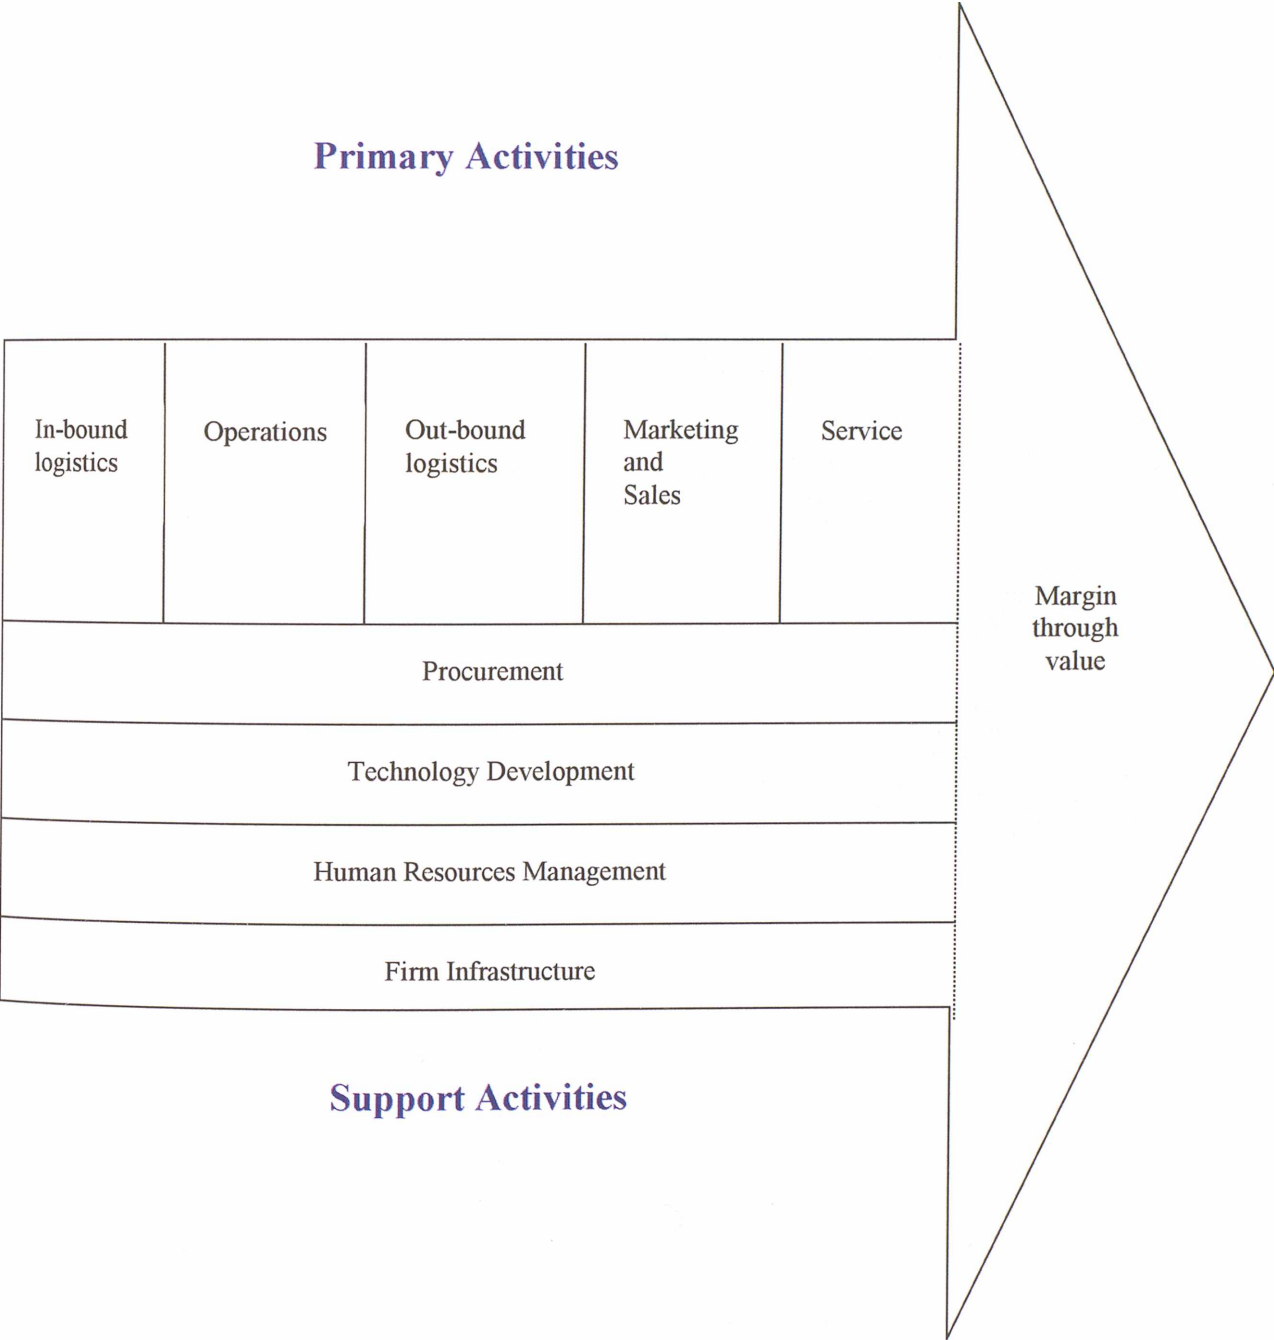 Primary Activities
In-bound
logistics
Operations
Out-bound
logistics
Marketing
and
Sales
Service
Margin
through
value
Procurement
Technology Development
Human Resources Management
Firm Infrastructure
Support Activities